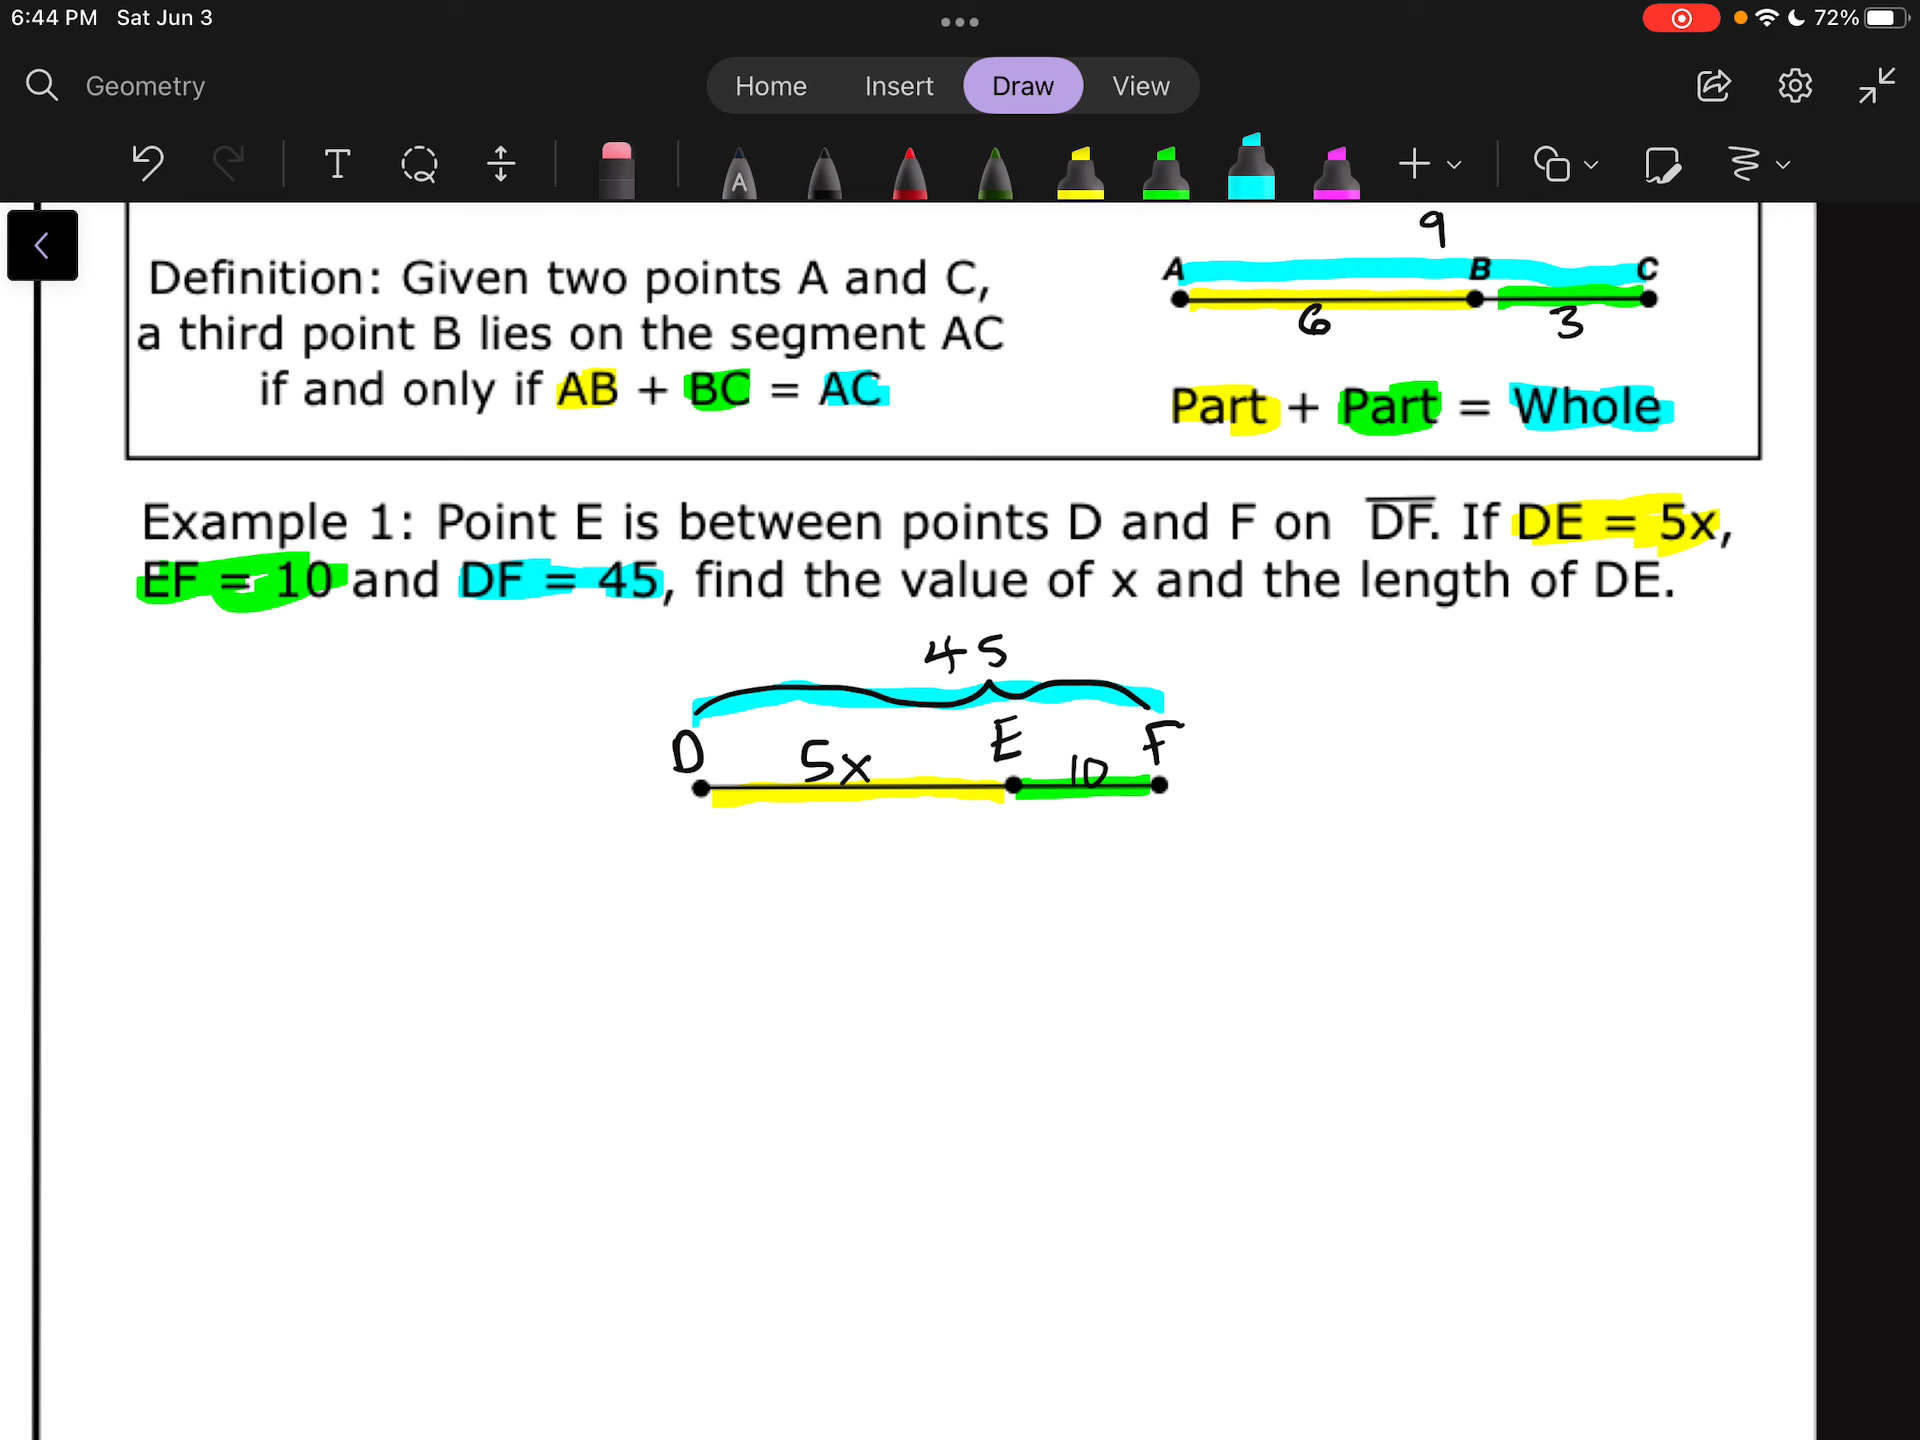 6:44 PM Sat Jun 3
72%
Geometry
Home Insert Draw View
T
A
9
A B C
6 3
Definition: Given two points A and C,
a third point B lies on the segment AC
if and only if AB + BC = AC
Part + Part = Whole
Example 1: Point E is between points D and F on DF. If DE = 5x,
EF = 10 and DF = 45, find the value of x and the length of DE.
45
D 5x E 10 F